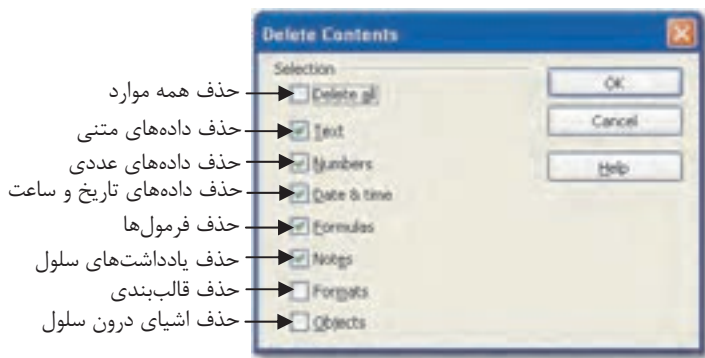 Delete Contents
Selection
حذف همه موارد
Delete all
OK
حذف داده‌های متنی
Text
Cancel
حذف داده‌های عددی
Numbers
Help
حذف داده‌های تاریخ و ساعت
Date & time
حذف فرمول‌ها
Formulas
حذف یادداشت‌های سلول
Notes
حذف قالب‌بندی
Formats
حذف اشیای درون سلول
Objects